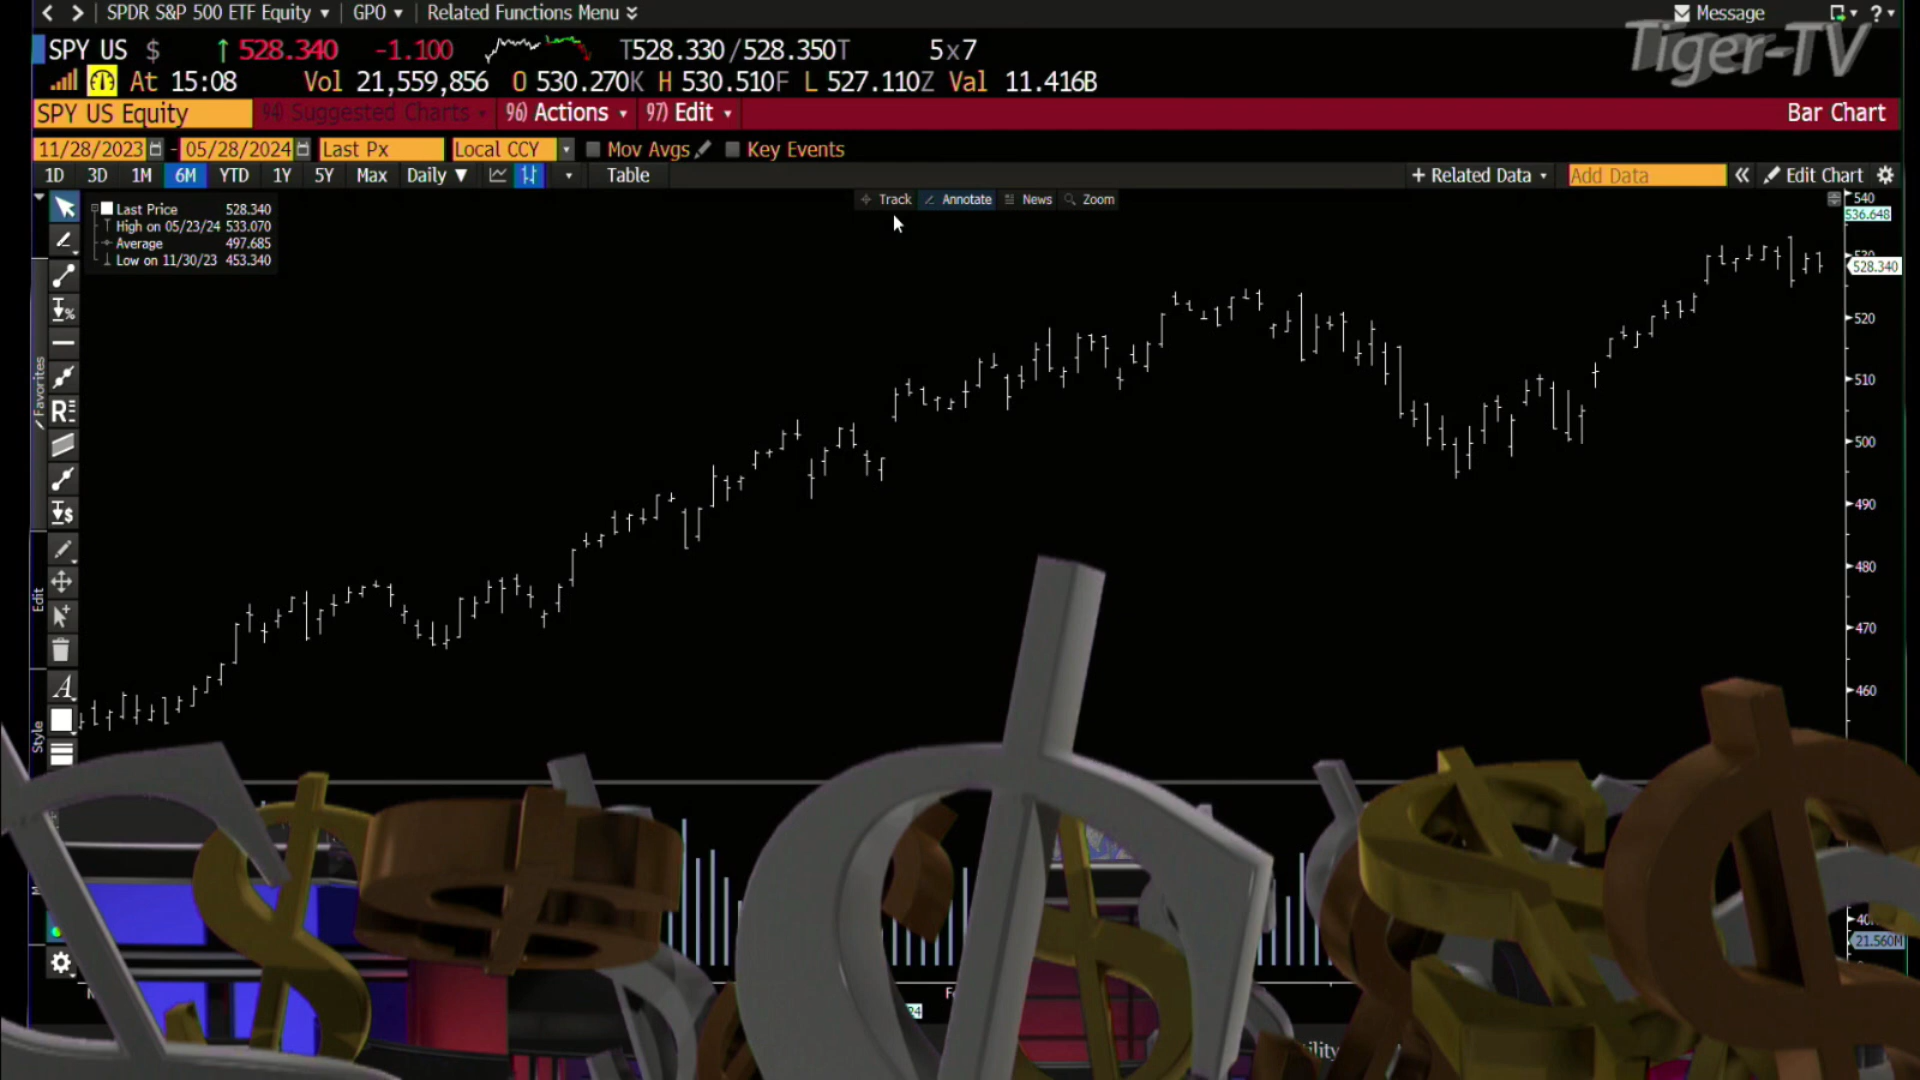 SPDR S&P 500 ETF Equity GPO Related Functions Menu Message ?
Tiger-TV
SPY US $ ↑ 528.340 -1.100 T528.330/528.350T 5x7
At 15:08 Vol 21,559,856 O 530.270K H 530.510F L 527.110Z Val 11.416B
SPY US Equity 94) Suggested Charts 96) Actions 97) Edit Bar Chart
11/28/2023 - 05/28/2024 Last Px Local CCY Mov Avgs Key Events
1D 3D 1M 6M YTD 1Y 5Y Max Daily ▼ Table + Related Data Add Data « Edit Chart
Track Annotate News Zoom
Last Price 528.340
High on 05/23/24 533.070
Average 497.685
Low on 11/30/23 453.340
540
536.648
528.340
520
510
500
490
480
470
460
21.560M
Favorites
Edit
Style